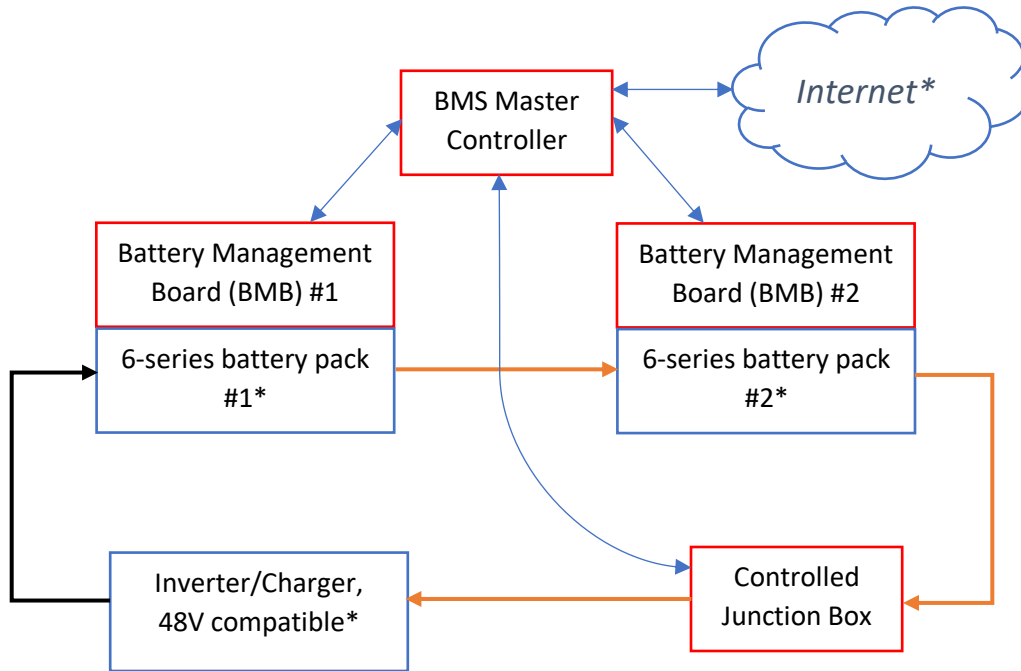 BMS Master
Controller
Internet*
Battery Management
Board (BMB) #1
Battery Management
Board (BMB) #2
6-series battery pack
#1*
6-series battery pack
#2*
Inverter/Charger,
48V compatible*
Controlled
Junction Box